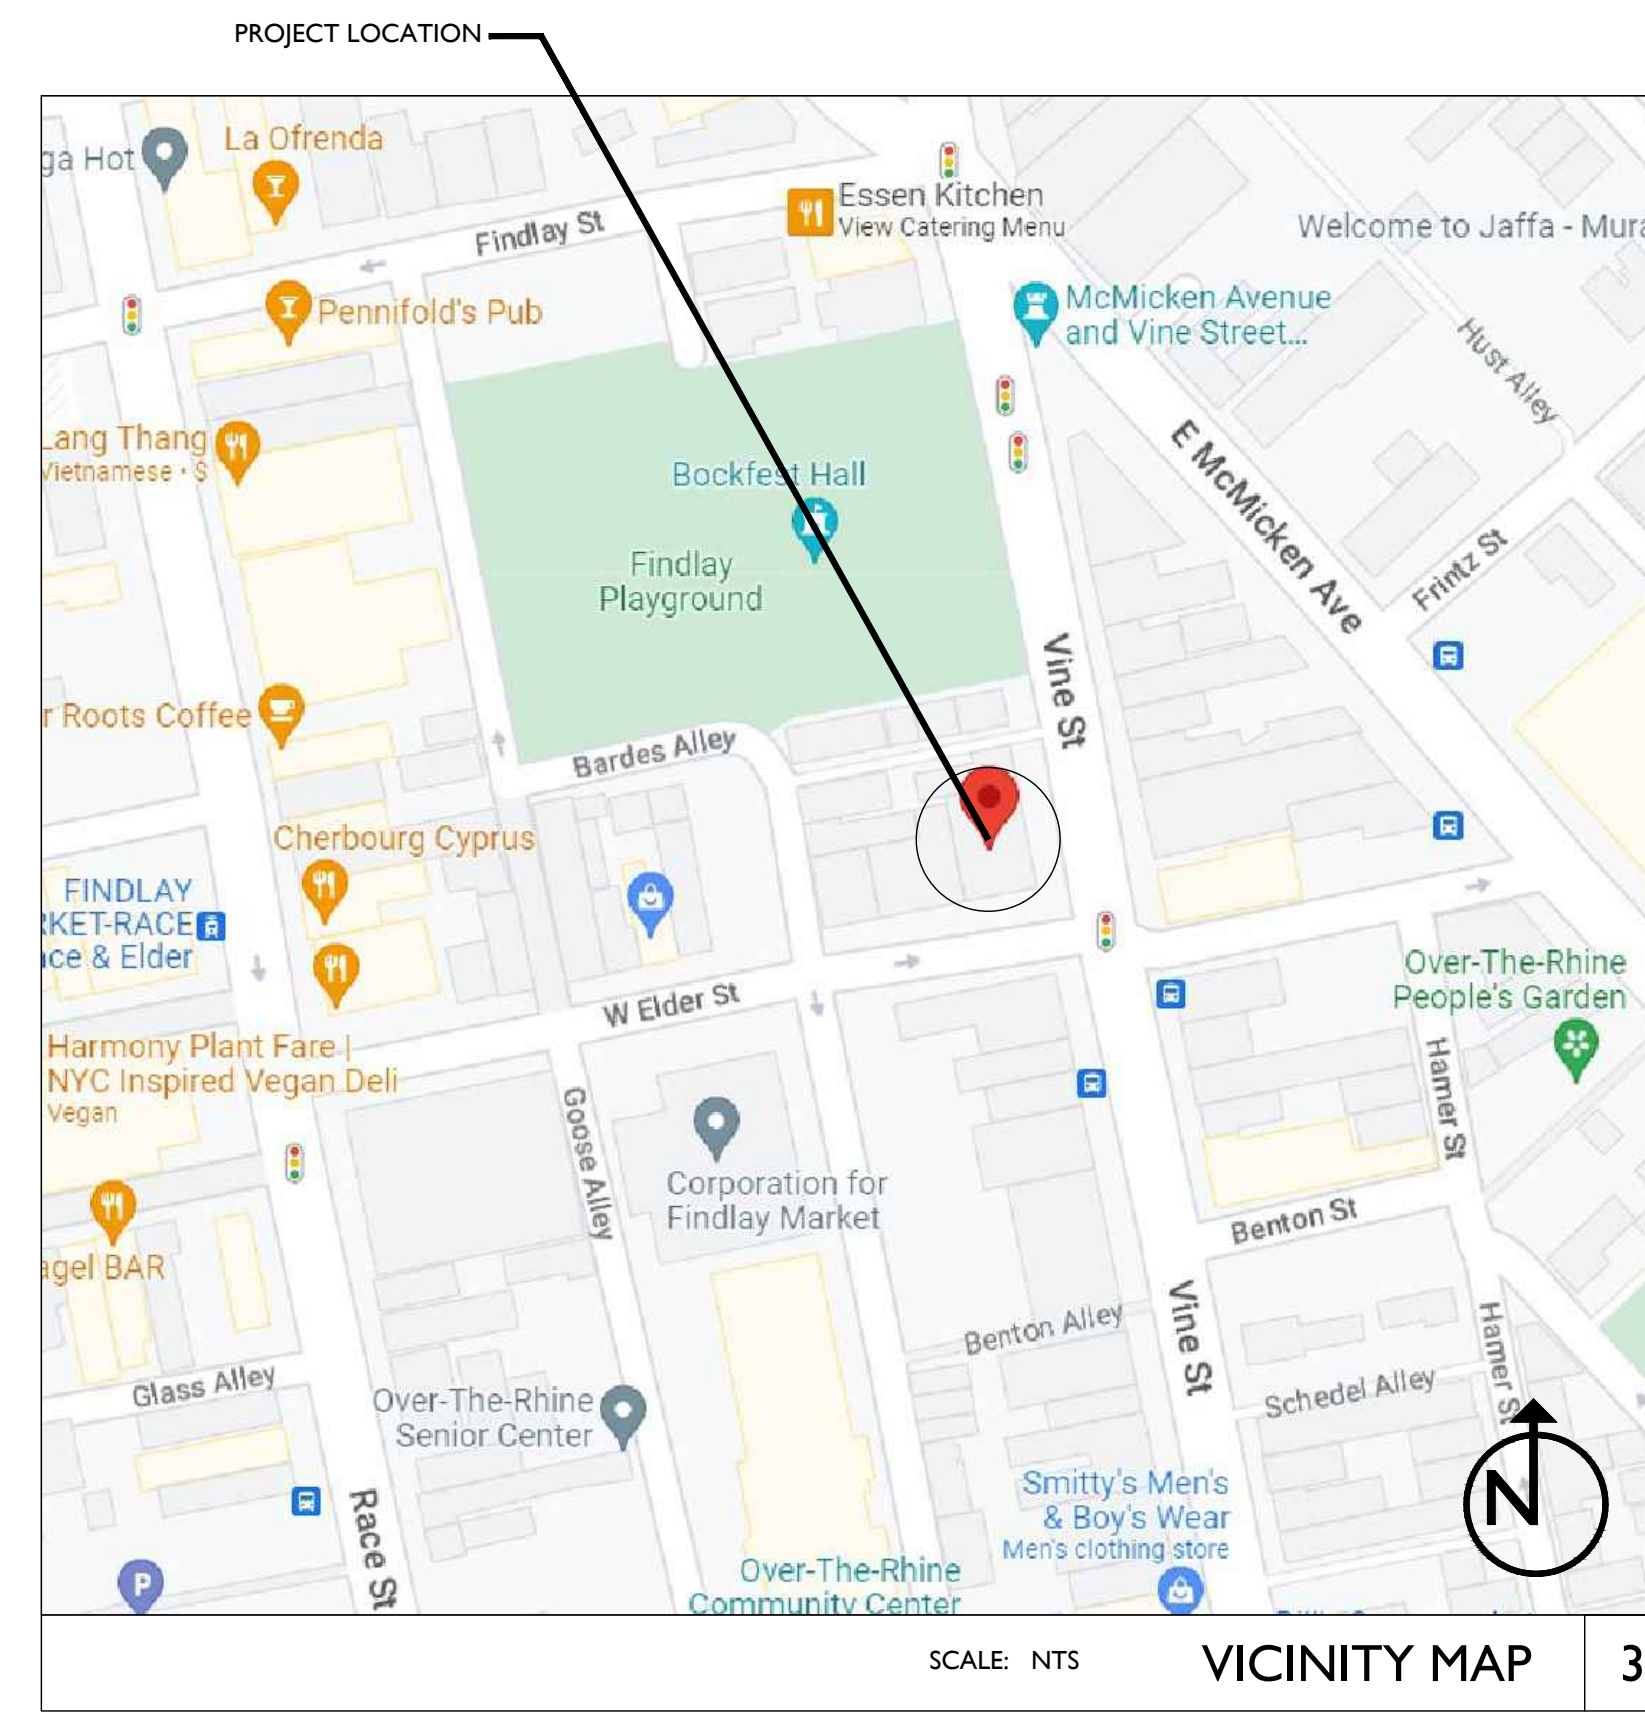 PROJECT LOCATION
La Ofrenda
ga Hot
Essen Kitchen
View Catering Menu
Welcome to Jaffa - Mura
Findlay St
Pennifold's Pub
McMicken Avenue
and Vine Street...
Hust Alley
Lang Thang
Vietnamese · $
Bockfest Hall
E McMicken Ave
Frintz St
Findlay
Playground
Vine St
r Roots Coffee
Bardes Alley
Cherbourg Cyprus
FINDLAY
RKET-RACE
ace & Elder
W Elder St
Over-The-Rhine
People's Garden
Harmony Plant Fare |
NYC Inspired Vegan Deli
Vegan
Goose Alley
Hamer St
Corporation for
Findlay Market
Benton St
agel BAR
Benton Alley
Vine St
Hamer St
Glass Alley
Schedel Alley
Over-The-Rhine
Senior Center
N
Race St
Smitty's Men's
& Boy's Wear
Men's clothing store
P
Over-The-Rhine
Community Center
SCALE: NTS
VICINITY MAP
3